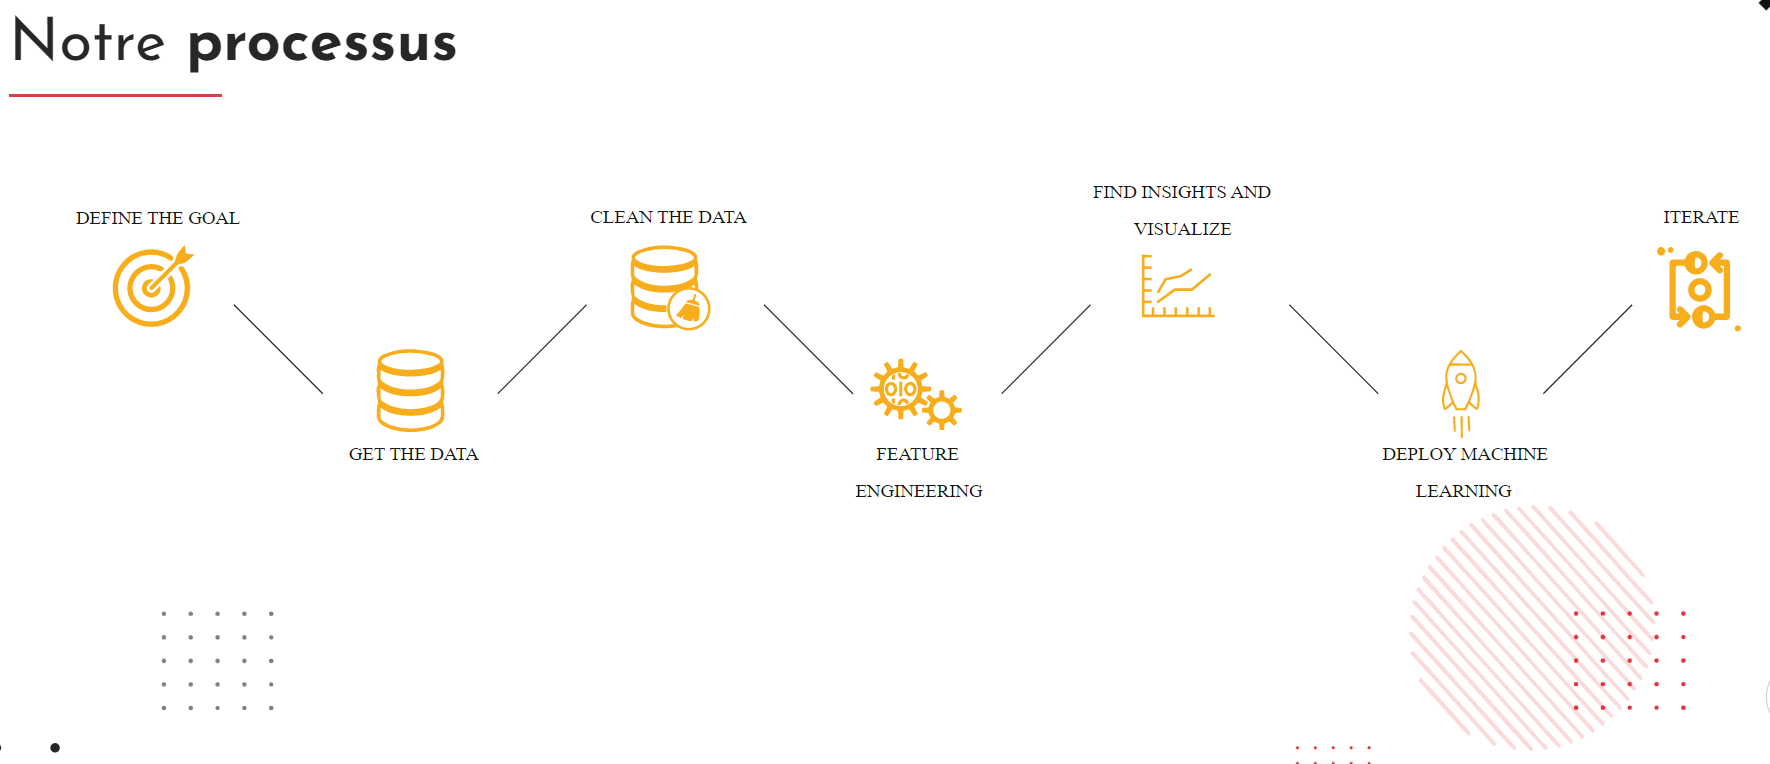 Notre processus
DEFINE THE GOAL
GET THE DATA
CLEAN THE DATA
FEATURE
ENGINEERING
FIND INSIGHTS AND
VISUALIZE
DEPLOY MACHINE
LEARNING
ITERATE